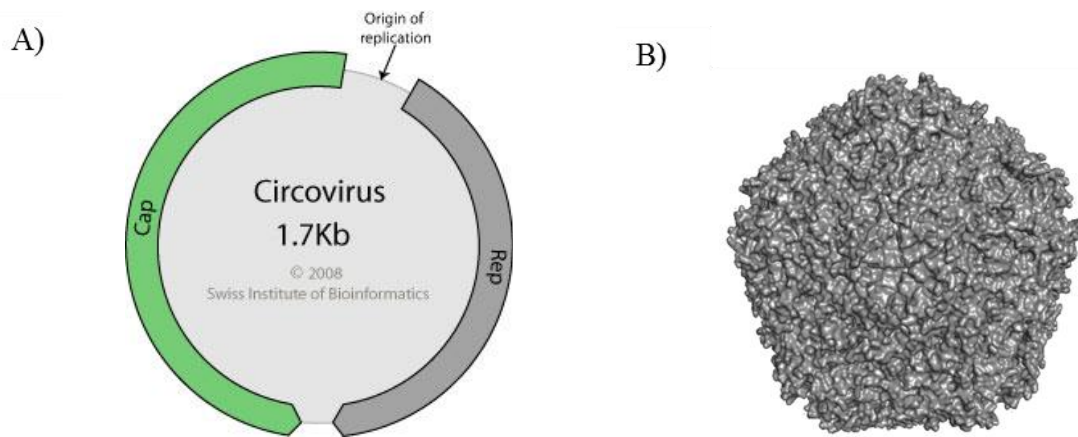 A)
Origin of
replication
Cap
Circovirus
1.7Kb
© 2008
Swiss Institute of Bioinformatics
Rep
B)